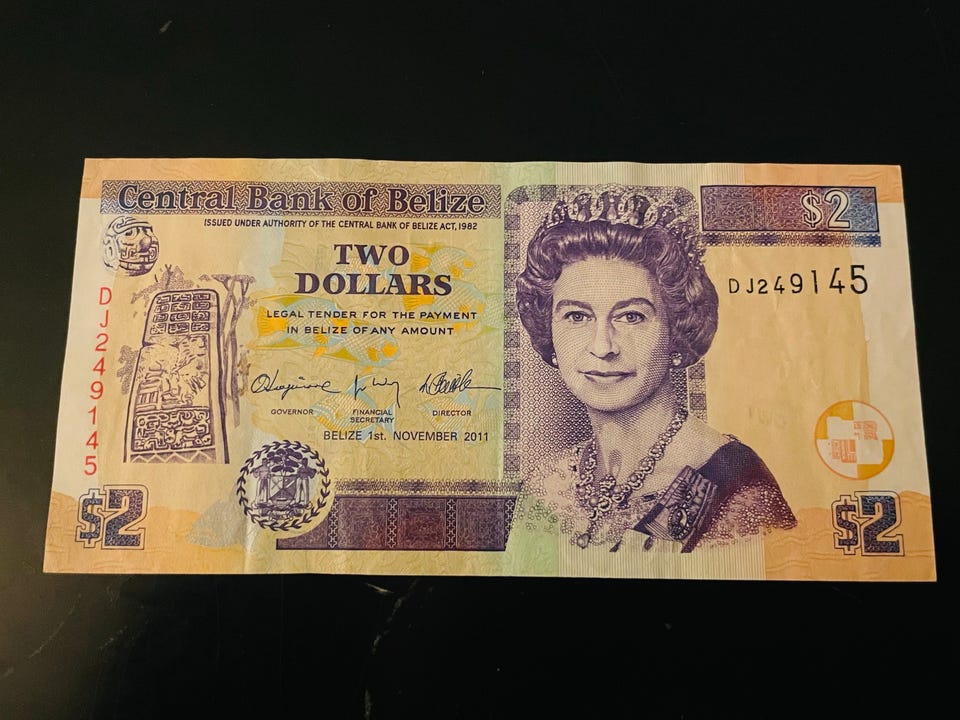 Central Bank of Belize
ISSUED UNDER AUTHORITY OF THE CENTRAL BANK OF BELIZE ACT, 1982
$2
TWO
DOLLARS
DJ249145
LEGAL TENDER FOR THE PAYMENT
IN BELIZE OF ANY AMOUNT
DJ249145
GOVERNOR
FINANCIAL
SECRETARY
DIRECTOR
BELIZE 1st. NOVEMBER 2011
$2
$2